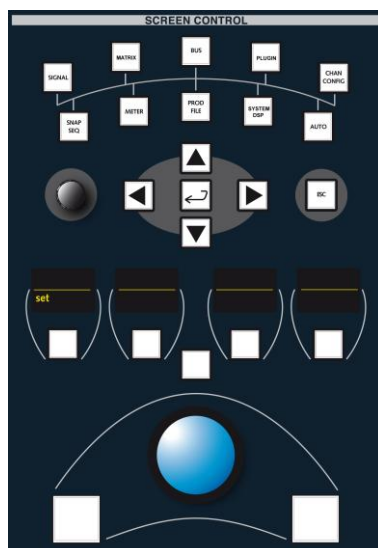 SCREEN CONTROL
BUS
MATRIX
PLUGIN
SIGNAL
CHAN
CONFIG
SNAP
SEQ
METER
PROD
FILE
SYSTEM
DSP
AUTO
ESC
set